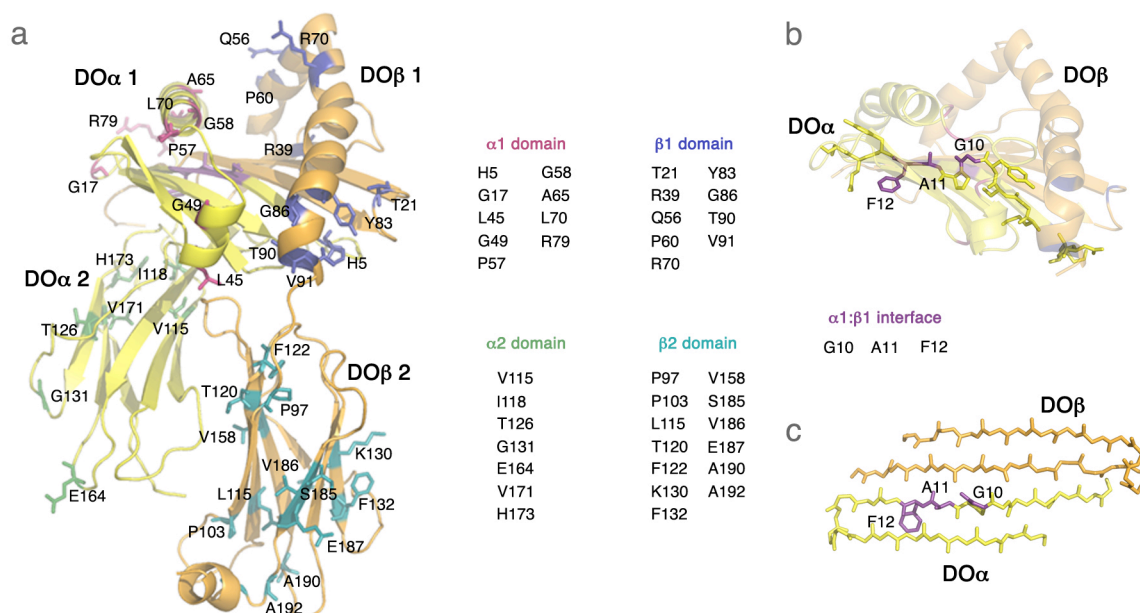 a
Q56 R70
DOβ 1
DOα 1
A65
L70
G58
R79
P60
P57
R39
G17
G49
G86
T21
Y83
T90
H5
H173
I118
V91
DOα 2
L45
V171
T126
V115
F122
DOβ 2
G131
T120
P97
V158
K130
V186
E164
L115
S185
F132
P103
E187
A190
A192
α1 domain
H5 G58
G17 A65
L45 L70
G49 R79
P57
β1 domain
T21 Y83
R39 G86
Q56 T90
P60 V91
R70
α2 domain
V115
I118
T126
G131
E164
V171
H173
β2 domain
P97 V158
P103 S185
L115 V186
T120 E187
F122 A190
K130 A192
F132
b
DOβ
DOα
G10
A11
F12
α1:β1 interface
G10 A11 F12
c
DOβ
A11
G10
F12
DOα